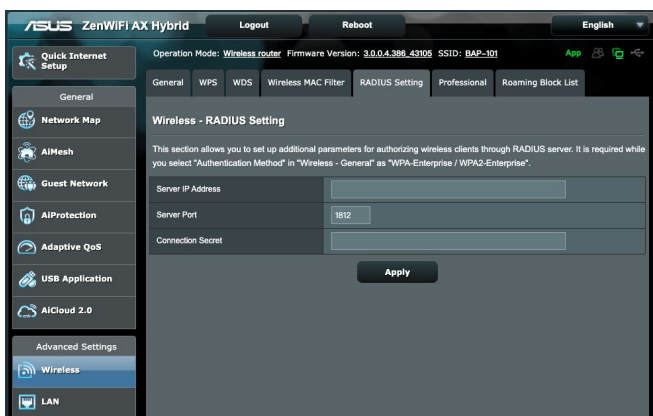 ASUS ZenWiFi AX Hybrid
Logout
Reboot
English
Quick Internet
Setup
Operation Mode: Wireless router Firmware Version: 3.0.0.4.386_43105 SSID: BAP-101
App
General WPS WDS Wireless MAC Filter RADIUS Setting Professional Roaming Block List
General
Network Map
AiMesh
Guest Network
AiProtection
Adaptive QoS
USB Application
AiCloud 2.0
Advanced Settings
Wireless
LAN
Wireless - RADIUS Setting
This section allows you to set up additional parameters for authorizing wireless clients through RADIUS server. It is required while
you select "Authentication Method" in "Wireless - General" as "WPA-Enterprise / WPA2-Enterprise".
Server IP Address
Server Port 1812
Connection Secret
Apply